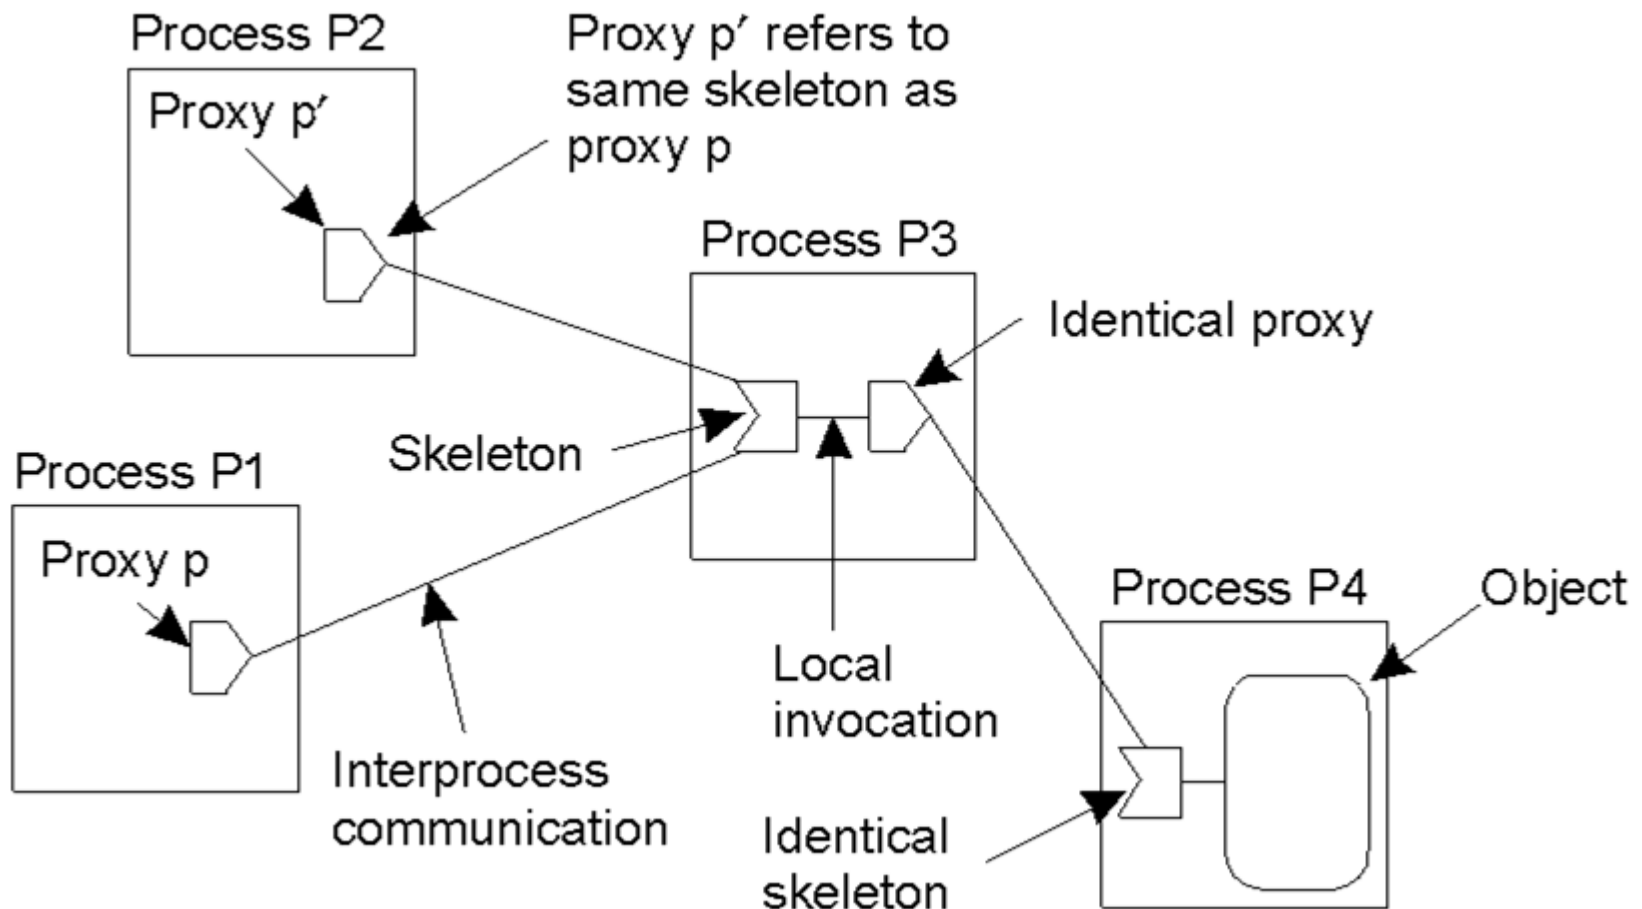 Process P2
Proxy p′ refers to
same skeleton as
proxy p
Proxy p′
Process P3
Identical proxy
Skeleton
Process P1
Proxy p
Process P4
Object
Local
invocation
Interprocess
communication
Identical
skeleton